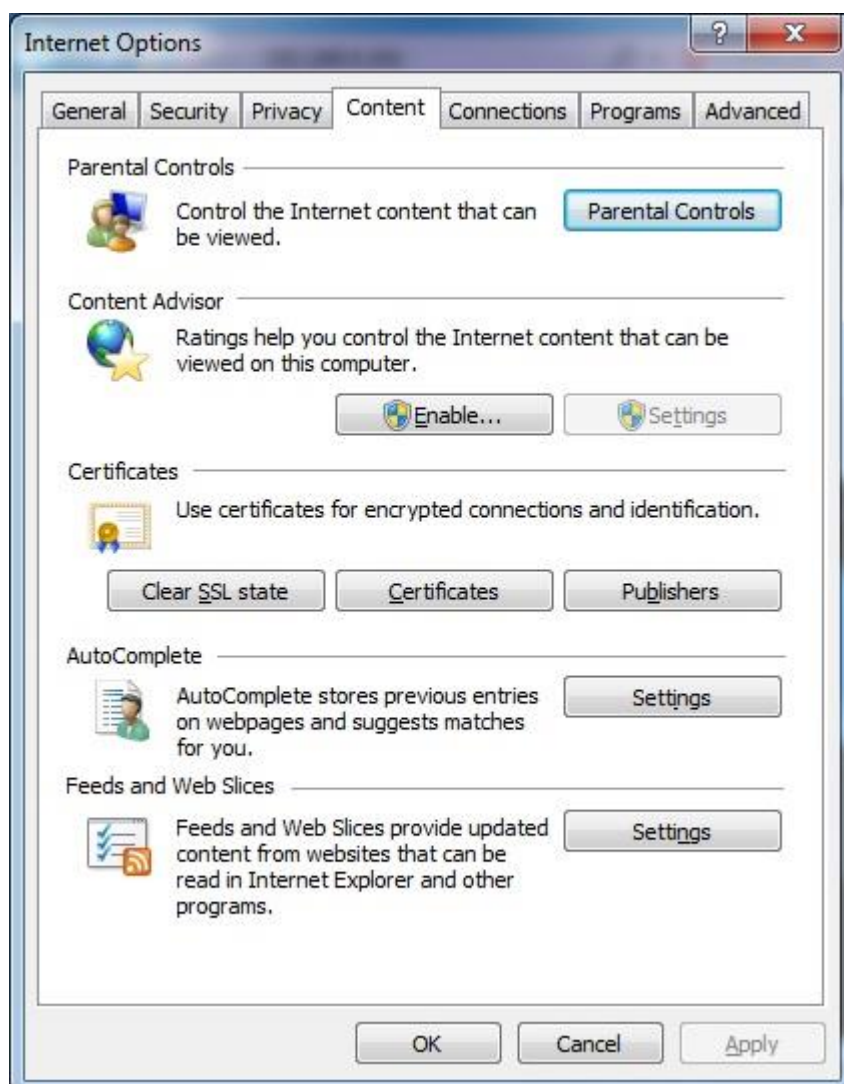 Internet Options
?
X
General Security Privacy Content Connections Programs Advanced
Parental Controls
Control the Internet content that can
be viewed.
Parental Controls
Content Advisor
Ratings help you control the Internet content that can be
viewed on this computer.
Enable...
Settings
Certificates
Use certificates for encrypted connections and identification.
Clear SSL state
Certificates
Publishers
AutoComplete
AutoComplete stores previous entries
on webpages and suggests matches
for you.
Settings
Feeds and Web Slices
Feeds and Web Slices provide updated
content from websites that can be
read in Internet Explorer and other
programs.
Settings
OK
Cancel
Apply